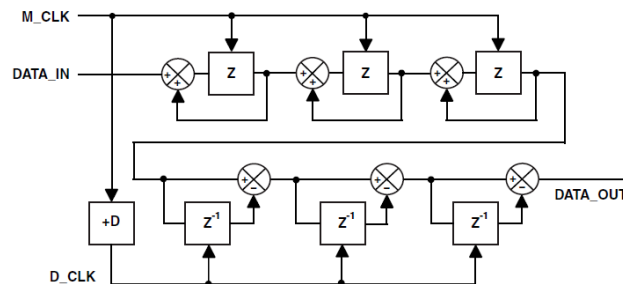 M_CLK
DATA_IN
+ +
Z
+ +
Z
+ +
Z
+ −
+ −
+ −
DATA_OUT
+D
Z-1
Z-1
Z-1
D_CLK